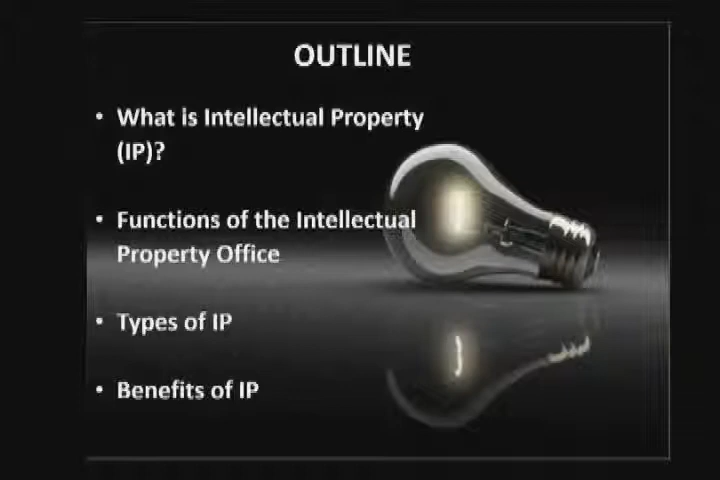 OUTLINE
• What is Intellectual Property
(IP)?
• Functions of the Intellectual
Property Office
• Types of IP
• Benefits of IP